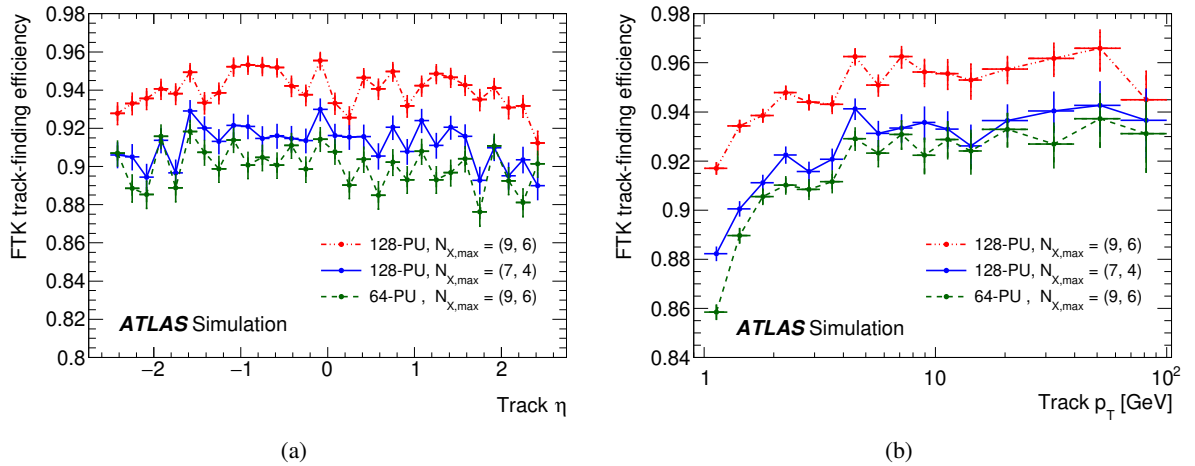 FTK track-finding efficiency
0.98
0.96
0.94
0.92
0.9
0.88
0.86
0.84
0.82
0.8
128-PU, N_X,max = (9, 6)
128-PU, N_X,max = (7, 4)
64-PU , N_X,max = (9, 6)
ATLAS Simulation
−2 −1 0 1 2
Track η
(a)
FTK track-finding efficiency
0.98
0.96
0.94
0.92
0.9
0.88
0.86
0.84
128-PU, N_X,max = (9, 6)
128-PU, N_X,max = (7, 4)
64-PU , N_X,max = (9, 6)
ATLAS Simulation
1 10 10²
Track p_T [GeV]
(b)